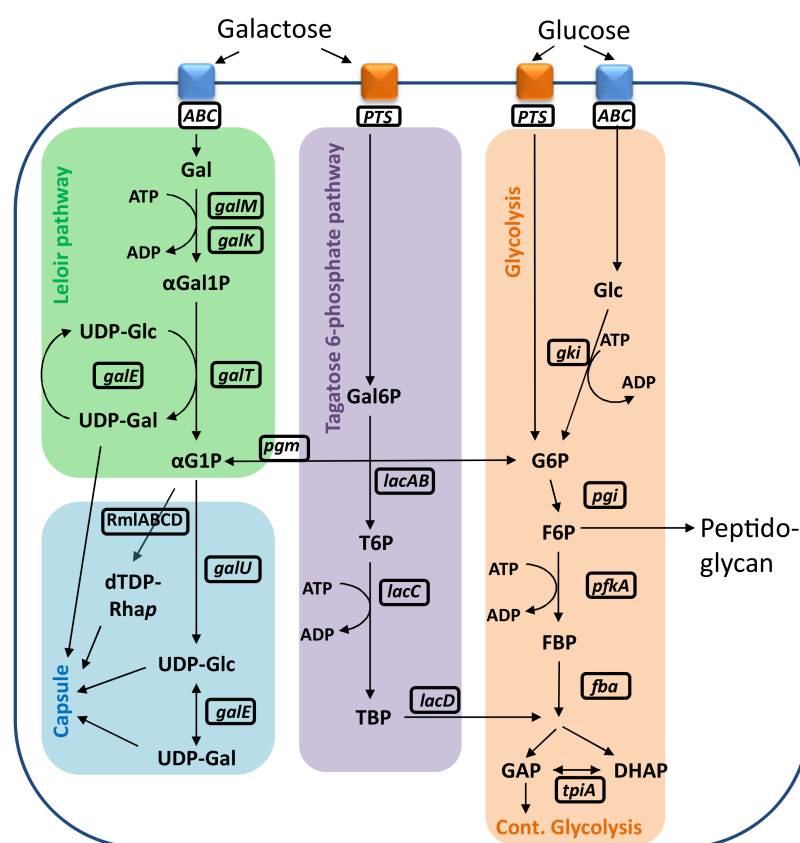 Galactose
Glucose
ABC
PTS
PTS
ABC
Leloir pathway
Gal
ATP
galM
galK
ADP
αGal1P
UDP-Glc
galE
galT
UDP-Gal
αG1P
pgm
RmlABCD
dTDP-
Rhap
galU
UDP-Glc
galE
UDP-Gal
Capsule
Tagatose 6-phosphate pathway
Gal6P
lacAB
T6P
ATP
lacC
ADP
TBP
lacD
Glycolysis
Glc
gki
ATP
ADP
G6P
pgi
F6P
Peptido-
glycan
ATP
pfkA
ADP
FBP
fba
GAP
DHAP
tpiA
Cont. Glycolysis